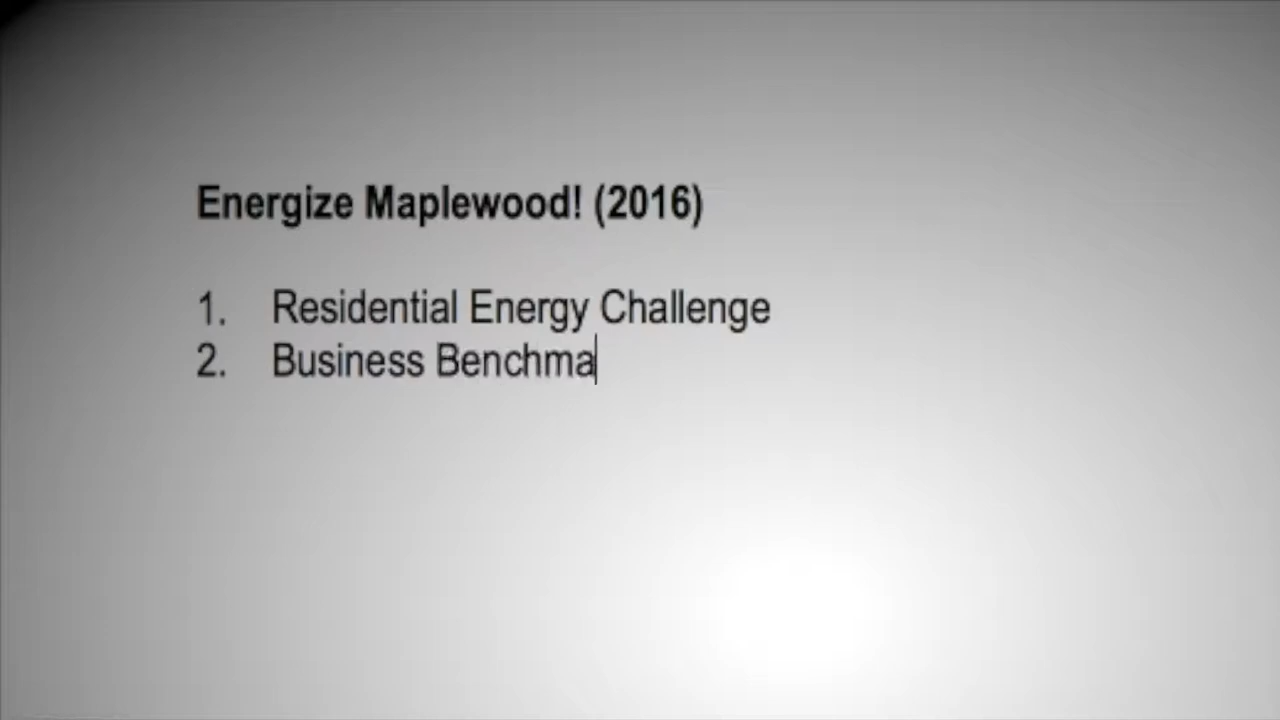 Energize Maplewood! (2016)
1. Residential Energy Challenge
2. Business Benchma